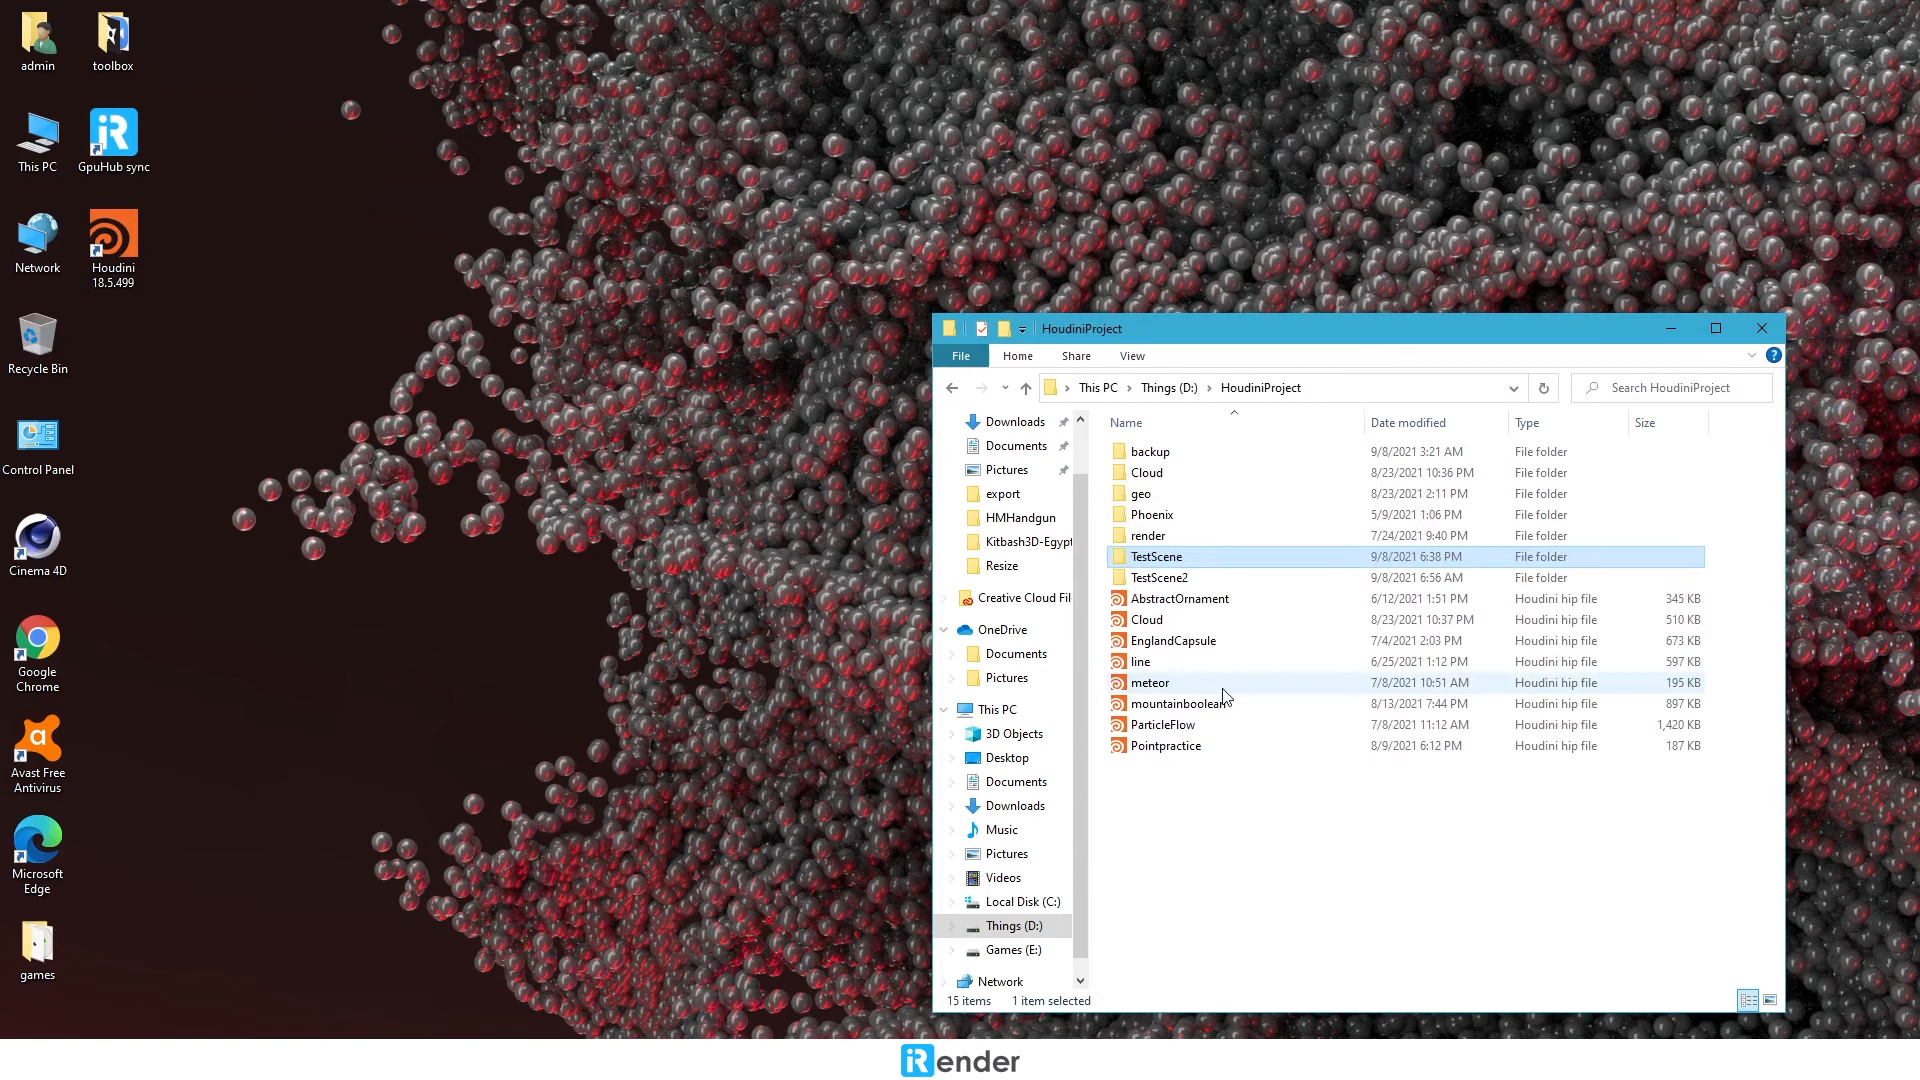 admin
toolbox
This PC
GpuHub sync
Network
Houdini
18.5.499
Recycle Bin
Control Panel
Cinema 4D
Google
Chrome
Avast Free
Antivirus
Microsoft
Edge
games
HoudiniProject
File Home Share View
This PC Things (D:) HoudiniProject
Search HoudiniProject
Downloads
Documents
Pictures
export
HMHandgun
Kitbash3D-Egypt
Resize
Creative Cloud Fil
OneDrive
Documents
Pictures
This PC
3D Objects
Desktop
Documents
Downloads
Music
Pictures
Videos
Local Disk (C:)
Things (D:)
Games (E:)
Network
Name Date modified Type Size
backup 9/8/2021 3:21 AM File folder
Cloud 8/23/2021 10:36 PM File folder
geo 8/23/2021 2:11 PM File folder
Phoenix 5/9/2021 1:06 PM File folder
render 7/24/2021 9:40 PM File folder
TestScene 9/8/2021 6:38 PM File folder
TestScene2 9/8/2021 6:56 AM File folder
AbstractOrnament 6/12/2021 1:51 PM Houdini hip file 345 KB
Cloud 8/23/2021 10:37 PM Houdini hip file 510 KB
EnglandCapsule 7/4/2021 2:03 PM Houdini hip file 673 KB
line 6/25/2021 1:12 PM Houdini hip file 597 KB
meteor 7/8/2021 10:51 AM Houdini hip file 195 KB
mountainboolean 8/13/2021 7:44 PM Houdini hip file 897 KB
ParticleFlow 7/8/2021 11:12 AM Houdini hip file 1,420 KB
Pointpractice 8/9/2021 6:12 PM Houdini hip file 187 KB
15 items 1 item selected
iRender